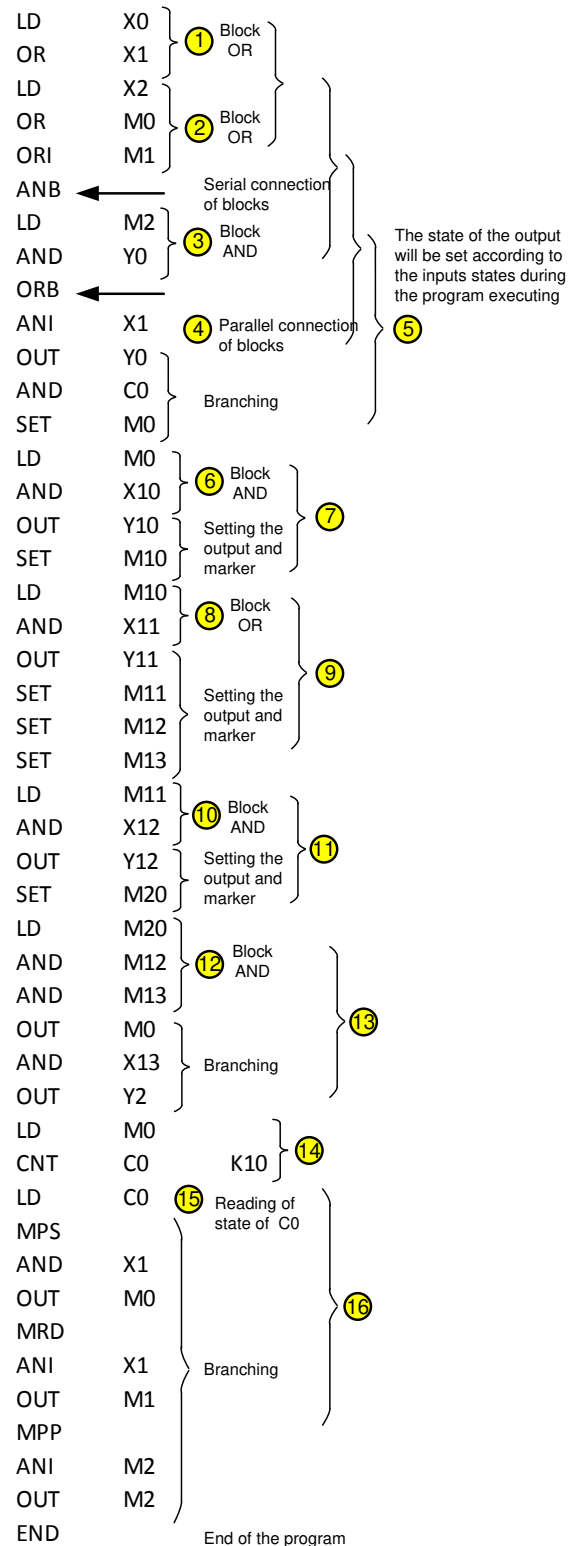 LD X0
OR X1
1 Block OR
LD X2
OR M0
2 Block OR
ORI M1
ANB
Serial connection
of blocks
LD M2
3 Block
AND
AND Y0
ORB
The state of the output
will be set according to
the inputs states during
the program executing
5
ANI X1
4 Parallel connection
of blocks
OUT Y0
AND C0
Branching
SET M0
LD M0
6 Block
AND
AND X10
7
OUT Y10
Setting the
output and
marker
SET M10
LD M10
8 Block
OR
AND X11
OUT Y11
9
SET M11
Setting the
output and
marker
SET M12
SET M13
LD M11
10 Block
AND
AND X12
11
OUT Y12
Setting the
output and
marker
SET M20
LD M20
AND M12
12 Block
AND
AND M13
13
OUT M0
AND X13
Branching
OUT Y2
LD M0
14
CNT C0 K10
LD C0
15 Reading of
state of C0
MPS
AND X1
OUT M0
16
MRD
ANI X1
Branching
OUT M1
MPP
ANI M2
OUT M2
END
End of the program